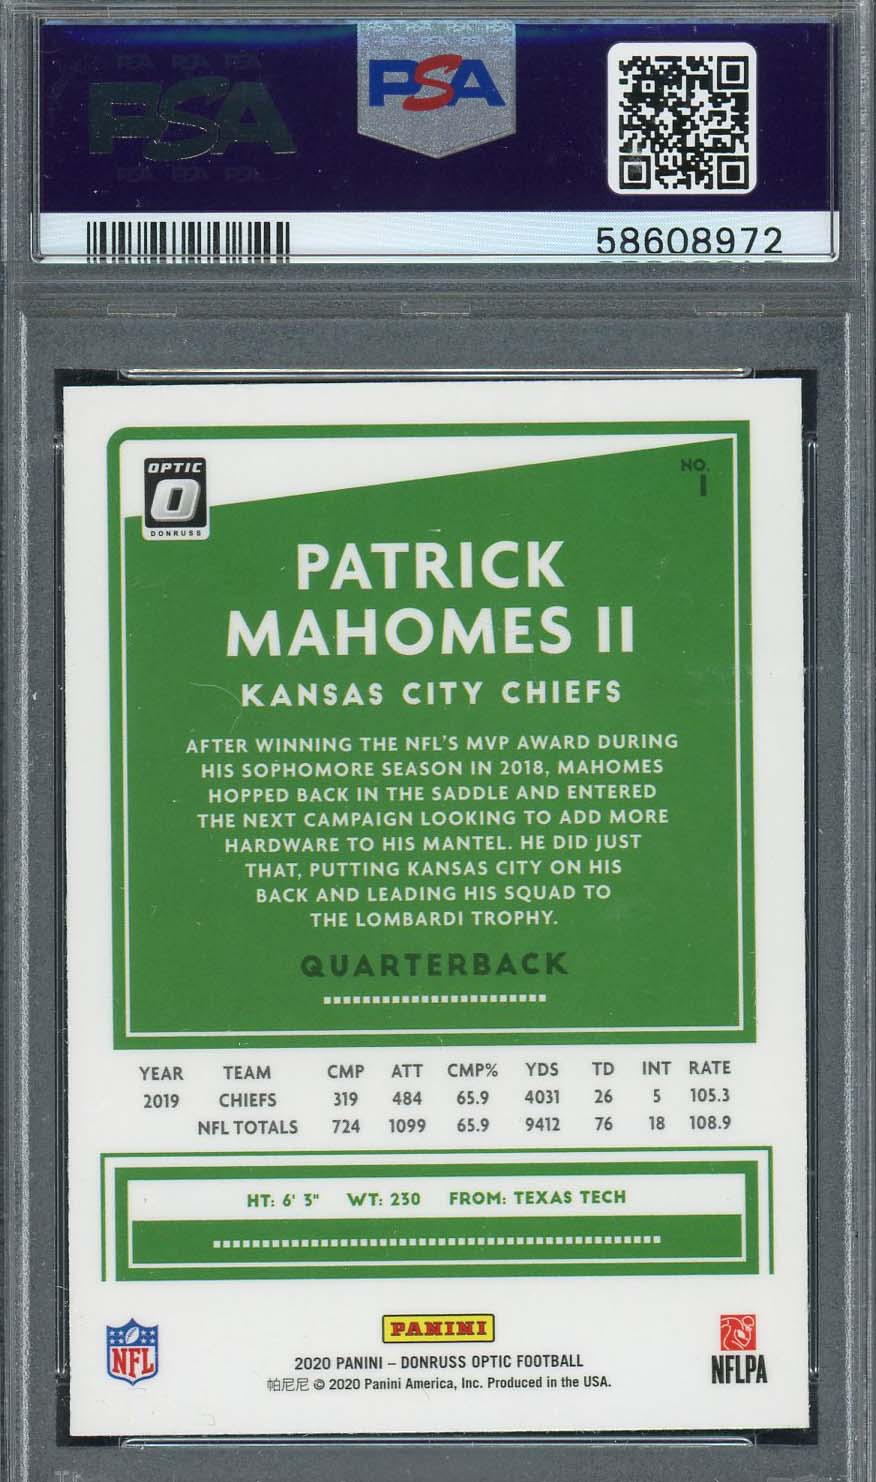 PSA PSA PSA
PSA
PSA PSA PSA
PSA
58608972
OPTIC
O
DONRUSS
NO.
1
PATRICK
MAHOMES II
KANSAS CITY CHIEFS
AFTER WINNING THE NFL'S MVP AWARD DURING
HIS SOPHOMORE SEASON IN 2018, MAHOMES
HOPPED BACK IN THE SADDLE AND ENTERED
THE NEXT CAMPAIGN LOOKING TO ADD MORE
HARDWARE TO HIS MANTEL. HE DID JUST
THAT, PUTTING KANSAS CITY ON HIS
BACK AND LEADING HIS SQUAD TO
THE LOMBARDI TROPHY.
QUARTERBACK
YEAR TEAM CMP ATT CMP% YDS TD INT RATE
2019 CHIEFS 319 484 65.9 4031 26 5 105.3
NFL TOTALS 724 1099 65.9 9412 76 18 108.9
HT: 6' 3" WT: 230 FROM: TEXAS TECH
NFL
PANINI
NFLPA
2020 PANINI – DONRUSS OPTIC FOOTBALL
帕尼尼 © 2020 Panini America, Inc. Produced in the USA.